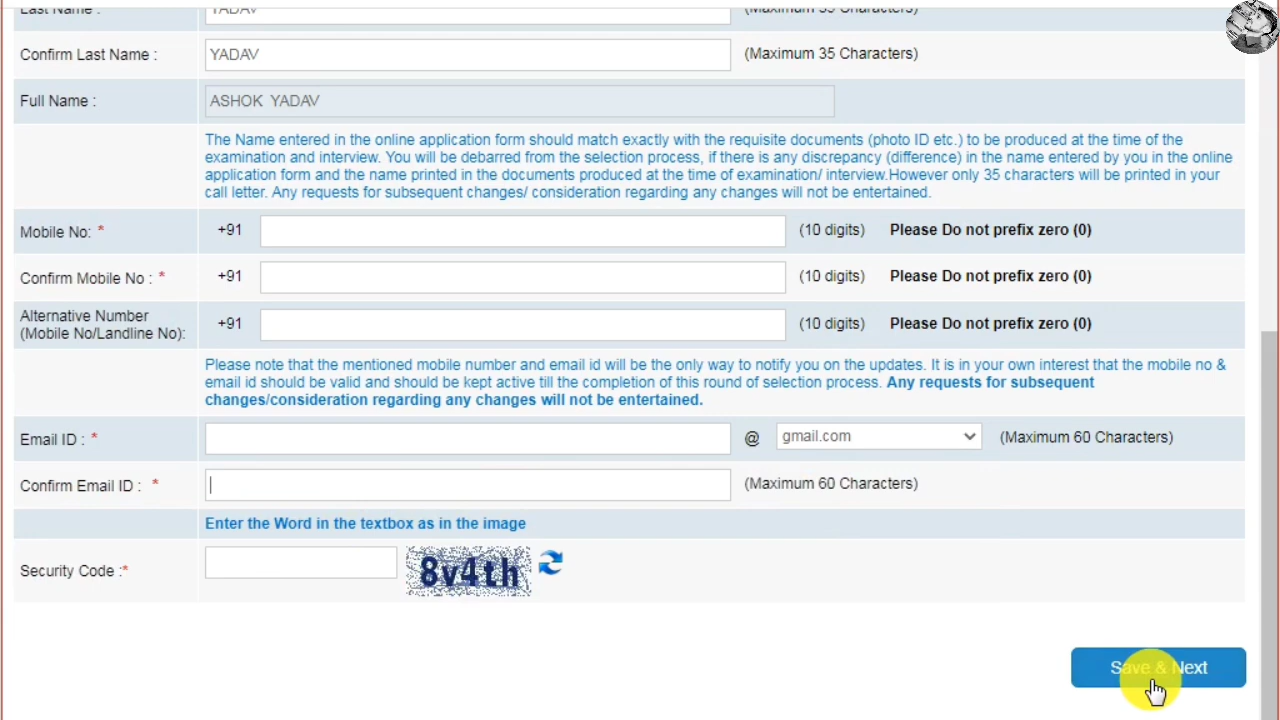 Last Name : YADAV (Maximum 35 Characters)
Confirm Last Name : YADAV (Maximum 35 Characters)
Full Name : ASHOK YADAV
The Name entered in the online application form should match exactly with the requisite documents (photo ID etc.) to be produced at the time of the
examination and interview. You will be debarred from the selection process, if there is any discrepancy (difference) in the name entered by you in the online
application form and the name printed in the documents produced at the time of examination/ interview.However only 35 characters will be printed in your
call letter. Any requests for subsequent changes/ consideration regarding any changes will not be entertained.
Mobile No: * +91 (10 digits) Please Do not prefix zero (0)
Confirm Mobile No : * +91 (10 digits) Please Do not prefix zero (0)
Alternative Number
(Mobile No/Landline No): +91 (10 digits) Please Do not prefix zero (0)
Please note that the mentioned mobile number and email id will be the only way to notify you on the updates. It is in your own interest that the mobile no &
email id should be valid and should be kept active till the completion of this round of selection process. Any requests for subsequent
changes/consideration regarding any changes will not be entertained.
Email ID : * @ gmail.com (Maximum 60 Characters)
Confirm Email ID : * (Maximum 60 Characters)
Enter the Word in the textbox as in the image
Security Code :* 8v4th
Save & Next